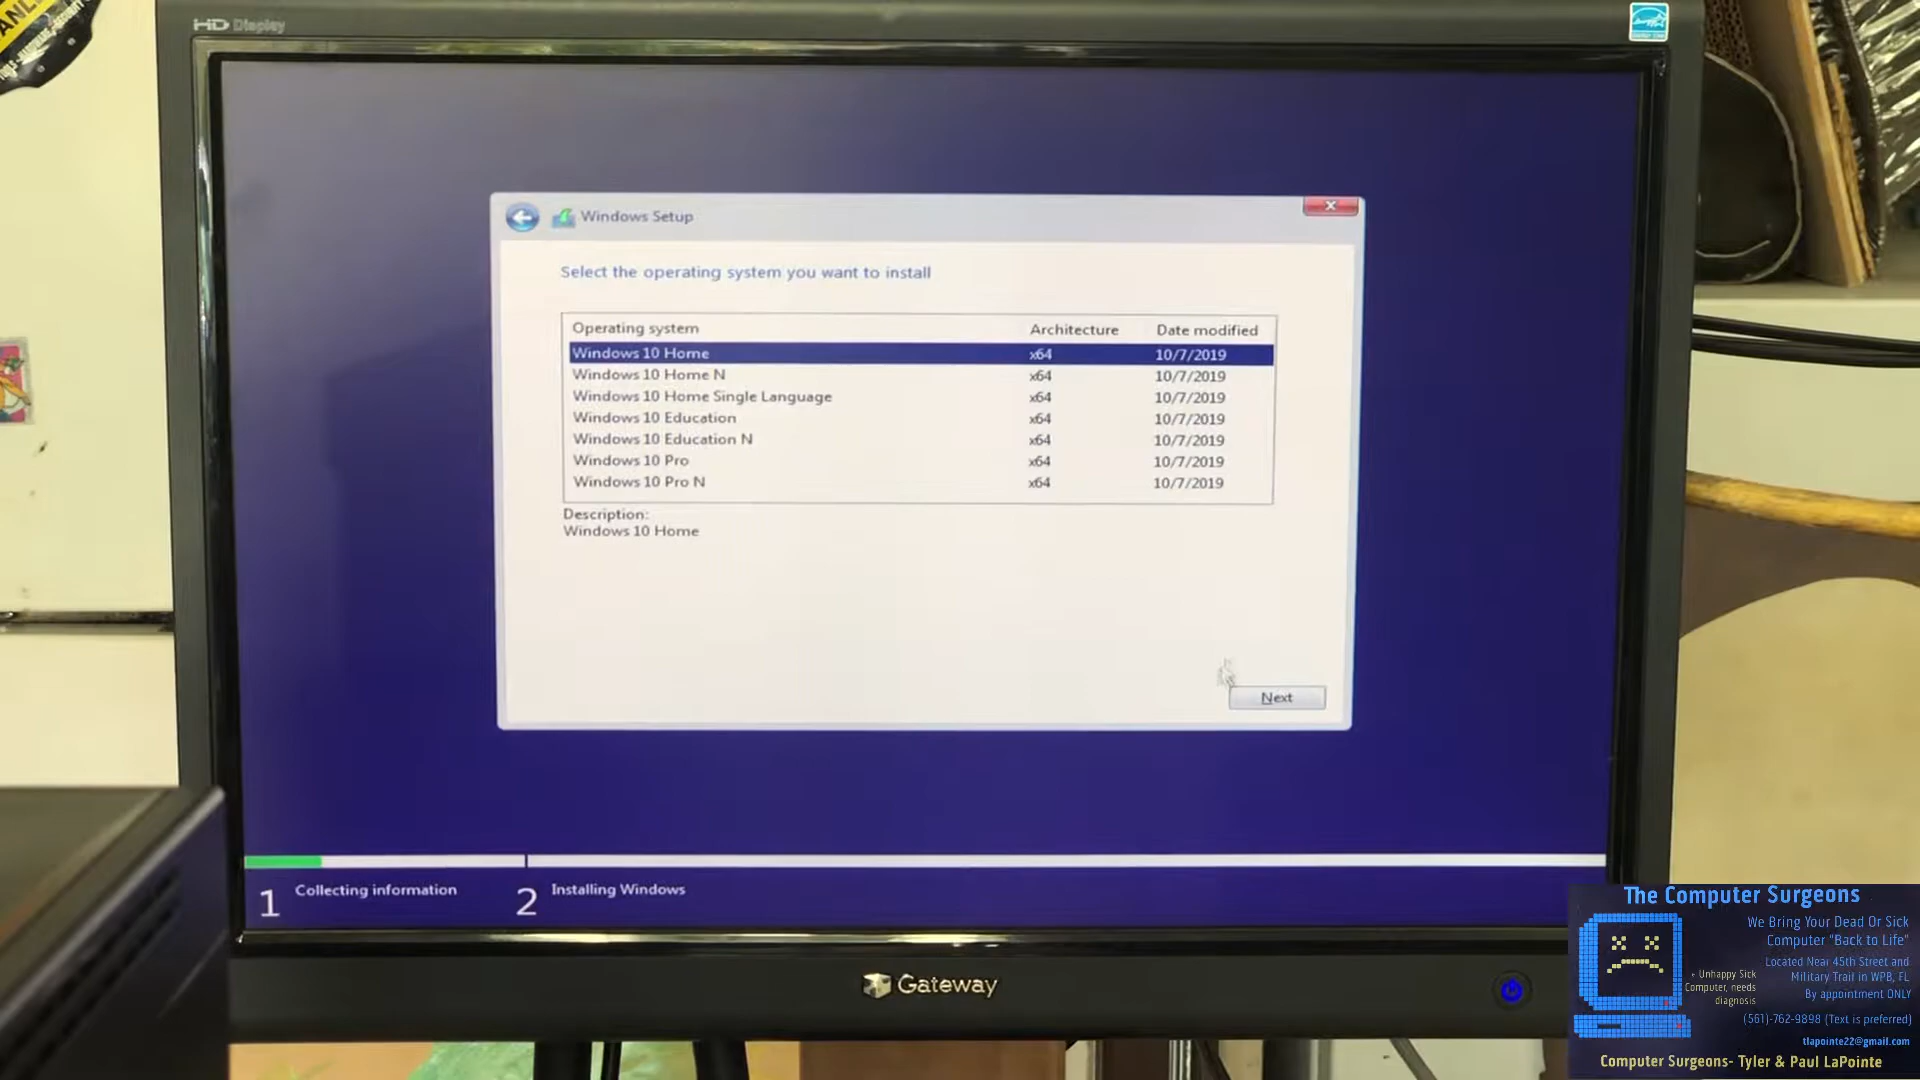 HD Display
Windows Setup
Select the operating system you want to install
Operating system Architecture Date modified
Windows 10 Home x64 10/7/2019
Windows 10 Home N x64 10/7/2019
Windows 10 Home Single Language x64 10/7/2019
Windows 10 Education x64 10/7/2019
Windows 10 Education N x64 10/7/2019
Windows 10 Pro x64 10/7/2019
Windows 10 Pro N x64 10/7/2019
Description:
Windows 10 Home
Next
1 Collecting information 2 Installing Windows
Gateway
The Computer Surgeons
We Bring Your Dead Or Sick
Computer "Back to Life"
Located Near 45th Street and
Military Trail in WPB, FL
By appointment ONLY
- Unhappy Sick
Computer, needs
diagnosis
(561)-762-9898 (Text is preferred)
tlapointe22@gmail.com
Computer Surgeons- Tyler & Paul LaPointe